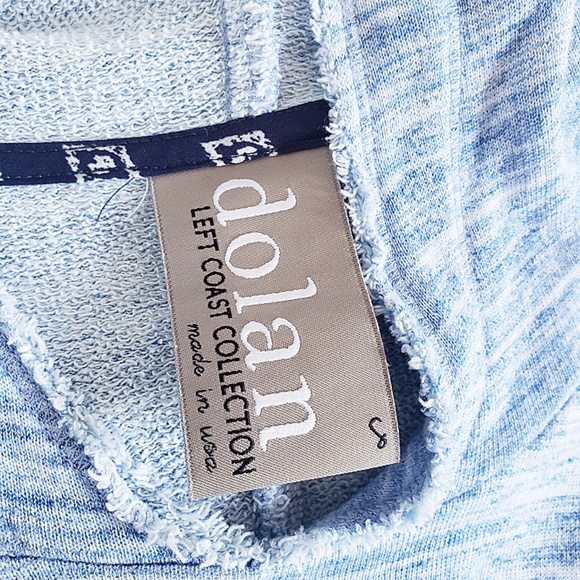 dolan
LEFT COAST COLLECTION
made in usa
s